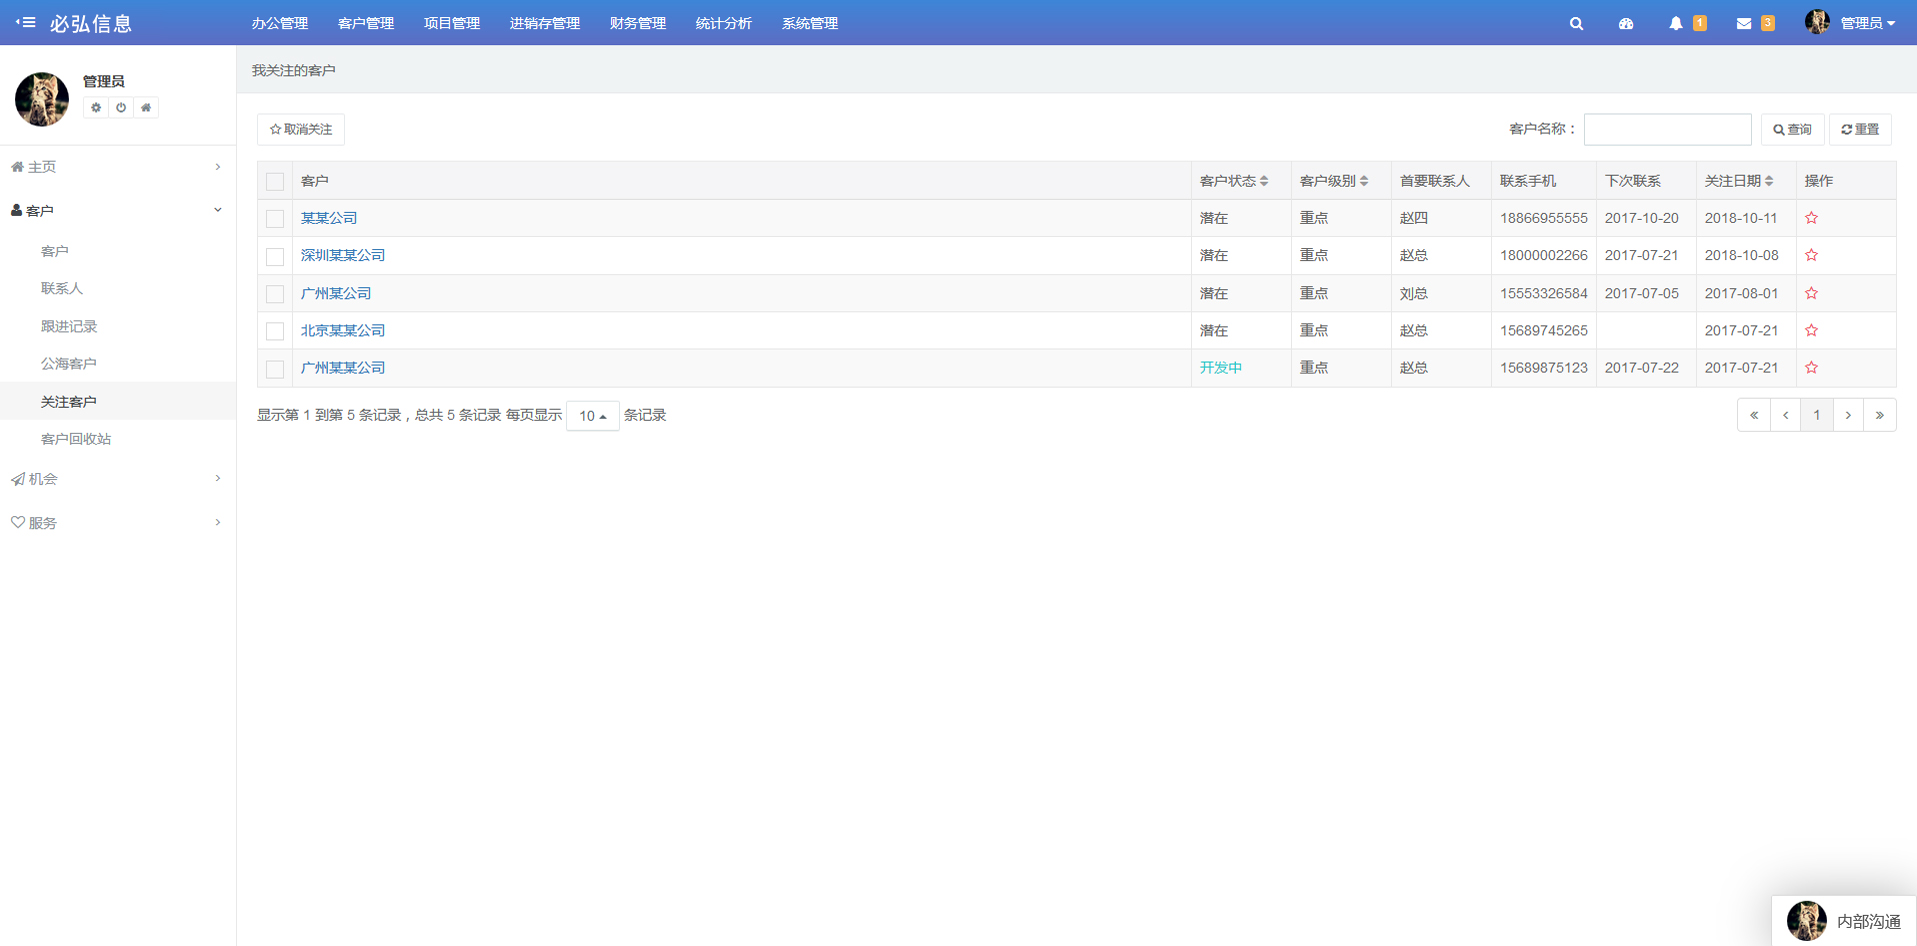 必弘信息 办公管理 客户管理 项目管理 进销存管理 财务管理 统计分析 系统管理 1 3 管理员
管理员
主页
客户
客户
联系人
跟进记录
公海客户
关注客户
客户回收站
机会
服务
我关注的客户
取消关注 客户名称： 查询 重置
客户 客户状态 客户级别 首要联系人 联系手机 下次联系 关注日期 操作
某某公司 潜在 重点 赵四 18866955555 2017-10-20 2018-10-11
深圳某某公司 潜在 重点 赵总 18000002266 2017-07-21 2018-10-08
广州某公司 潜在 重点 刘总 15553326584 2017-07-05 2017-08-01
北京某某公司 潜在 重点 赵总 15689745265 2017-07-21
广州某某公司 开发中 重点 赵总 15689875123 2017-07-22 2017-07-21
显示第 1 到第 5 条记录，总共 5 条记录 每页显示 10 条记录 « ‹ 1 › »
内部沟通